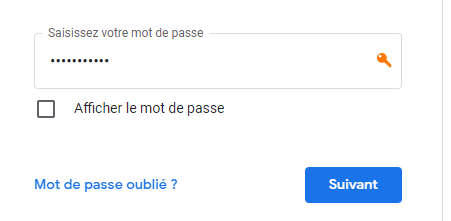 Saisissez votre mot de passe
•••••••••••
Afficher le mot de passe
Mot de passe oublié ?
Suivant